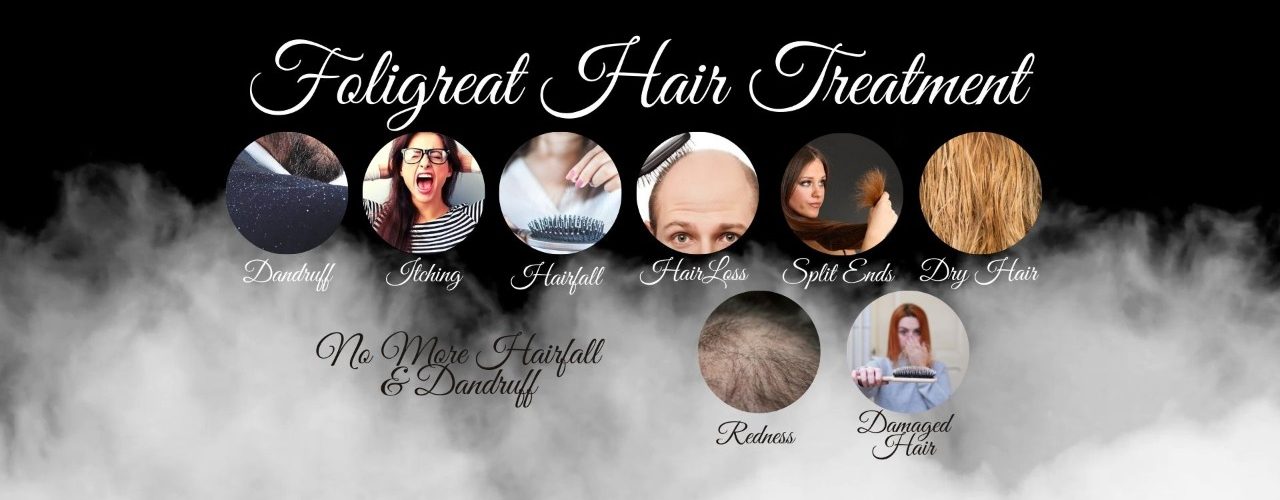 Foligreat Hair Treatment
Dandruff
Itching
Hairfall
HairLoss
Split Ends
Dry Hair
No More Hairfall
& Dandruff
Redness
Damaged
Hair